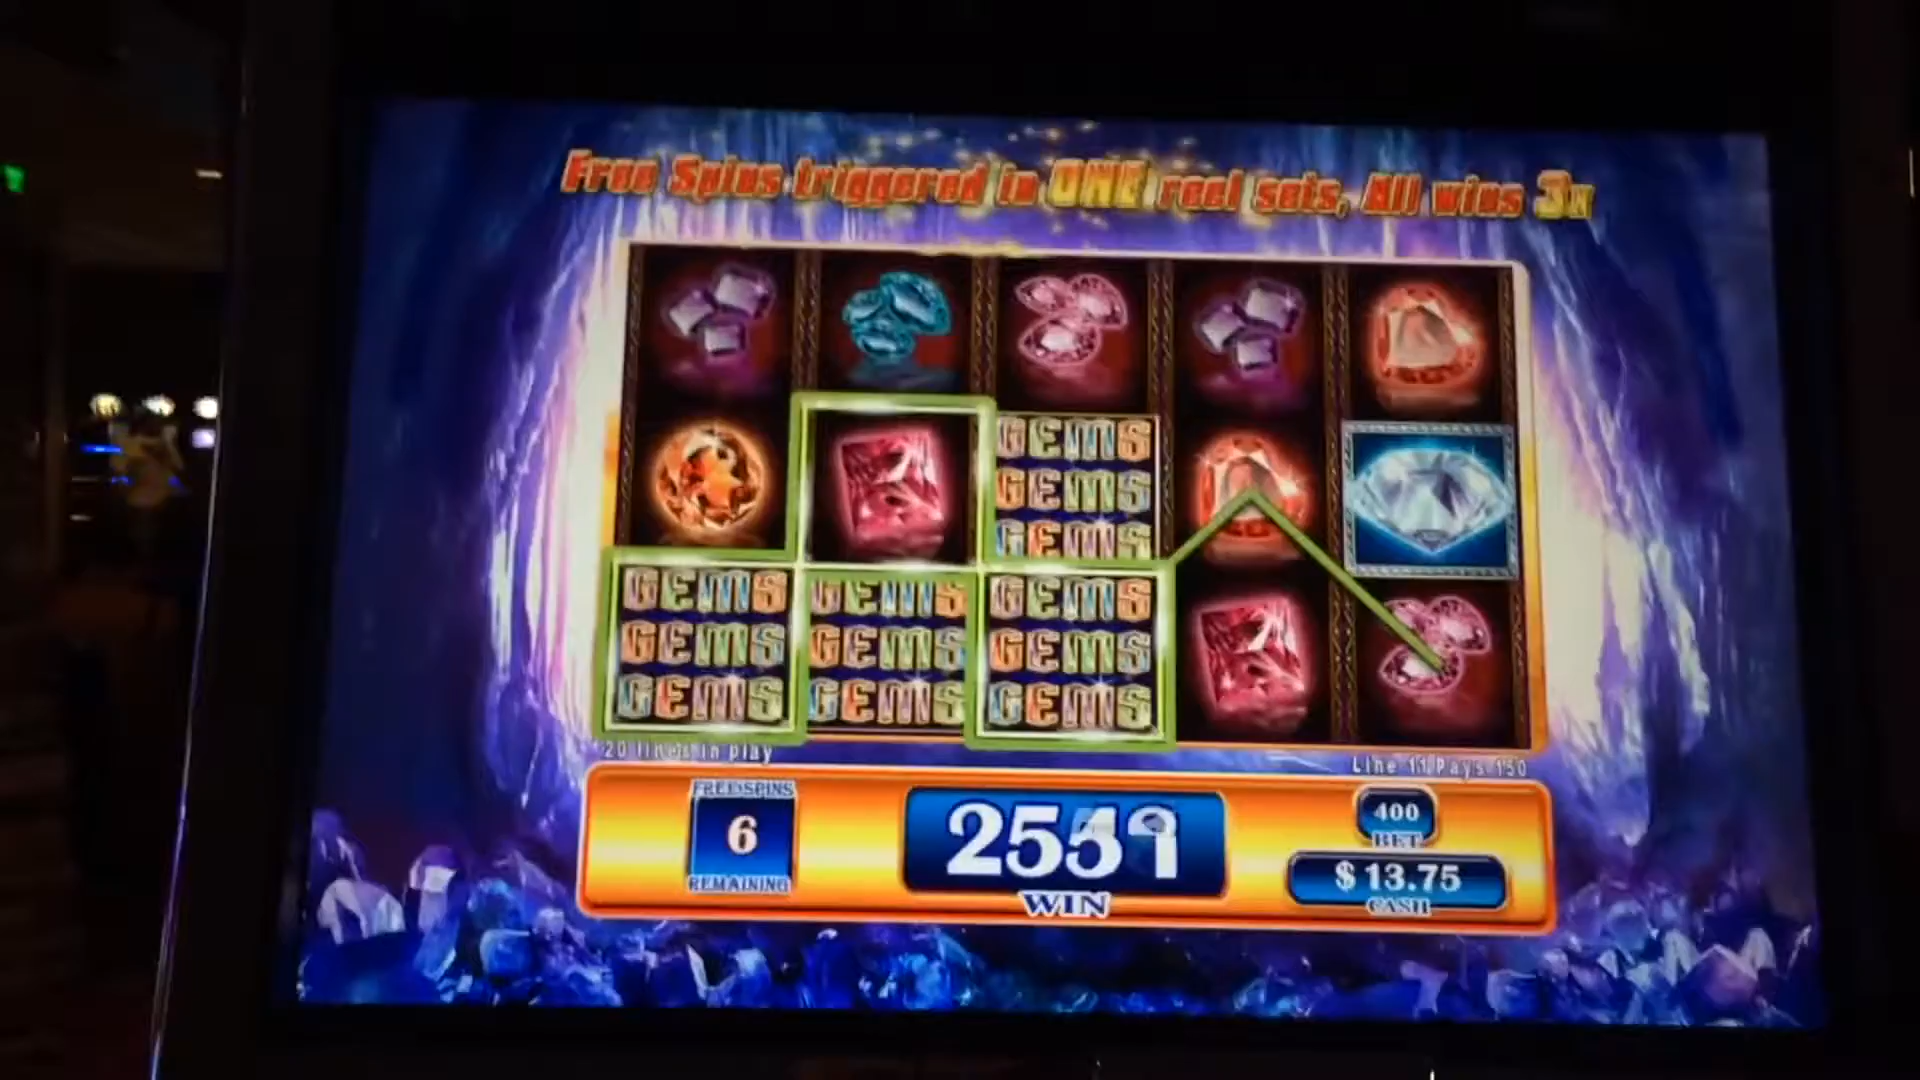 Free Spins triggered in ONE reel sets, All wins 3x
GEMS
GEMS
GEMS
GEMS GEMS GEMS
GEMS GEMS GEMS
GEMS GEMS GEMS
20 lines in play
Line 11 Pays 150
FREE SPINS
6
REMAINING
WIN
400
BET
$13.75
CASH